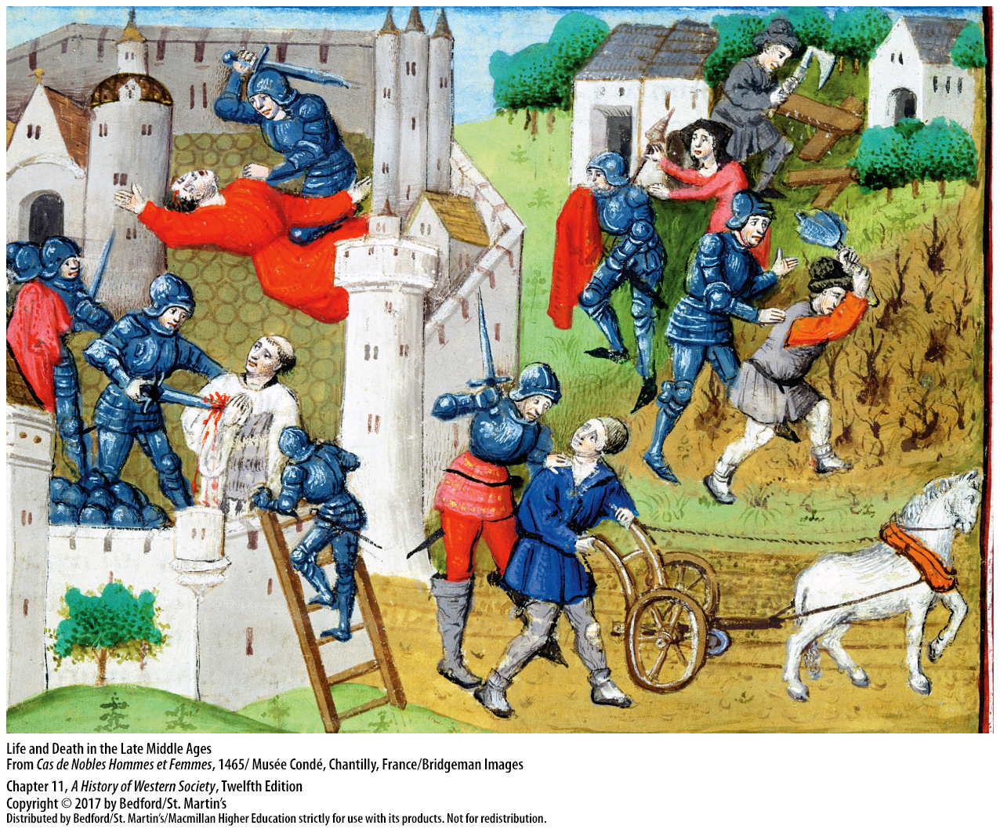 Life and Death in the Late Middle Ages
From Cas de Nobles Hommes et Femmes, 1465/ Musée Condé, Chantilly, France/Bridgeman Images
Chapter 11, A History of Western Society, Twelfth Edition
Copyright © 2017 by Bedford/St. Martin’s
Distributed by Bedford/St. Martin’s/Macmillan Higher Education strictly for use with its products. Not for redistribution.